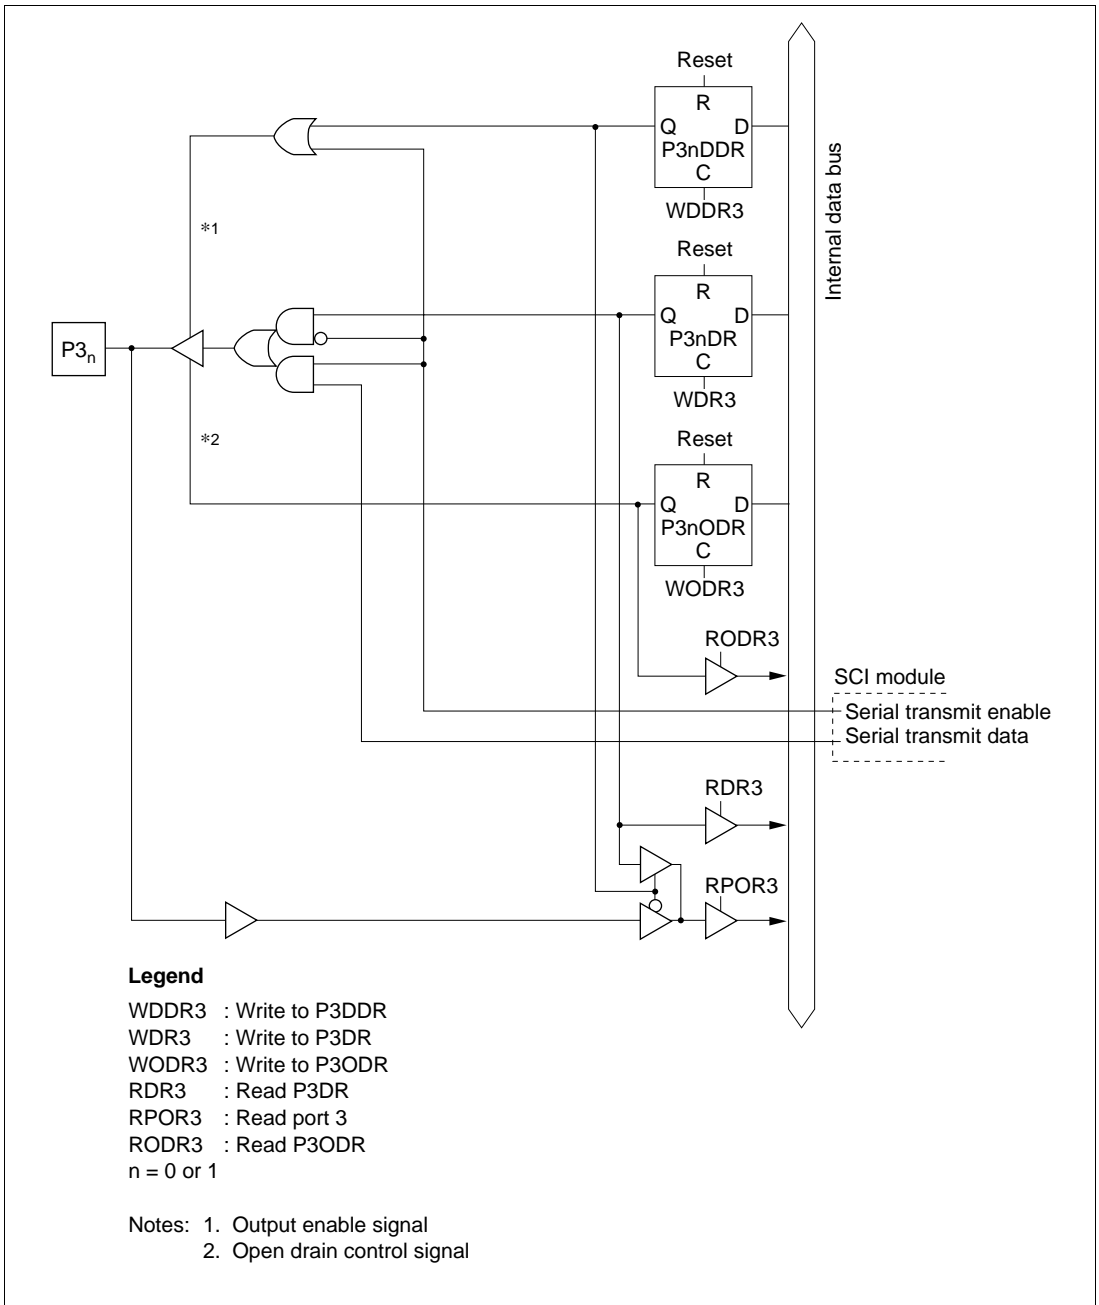 Reset
R
Q D
P3nDDR
C
WDDR3
Internal data bus
*1
Reset
R
Q D
P3nDR
C
WDR3
P3n
*2
Reset
R
Q D
P3nODR
C
WODR3
RODR3
SCI module
Serial transmit enable
Serial transmit data
RDR3
RPOR3
Legend
WDDR3 : Write to P3DDR
WDR3 : Write to P3DR
WODR3 : Write to P3ODR
RDR3 : Read P3DR
RPOR3 : Read port 3
RODR3 : Read P3ODR
n = 0 or 1
Notes: 1. Output enable signal
2. Open drain control signal